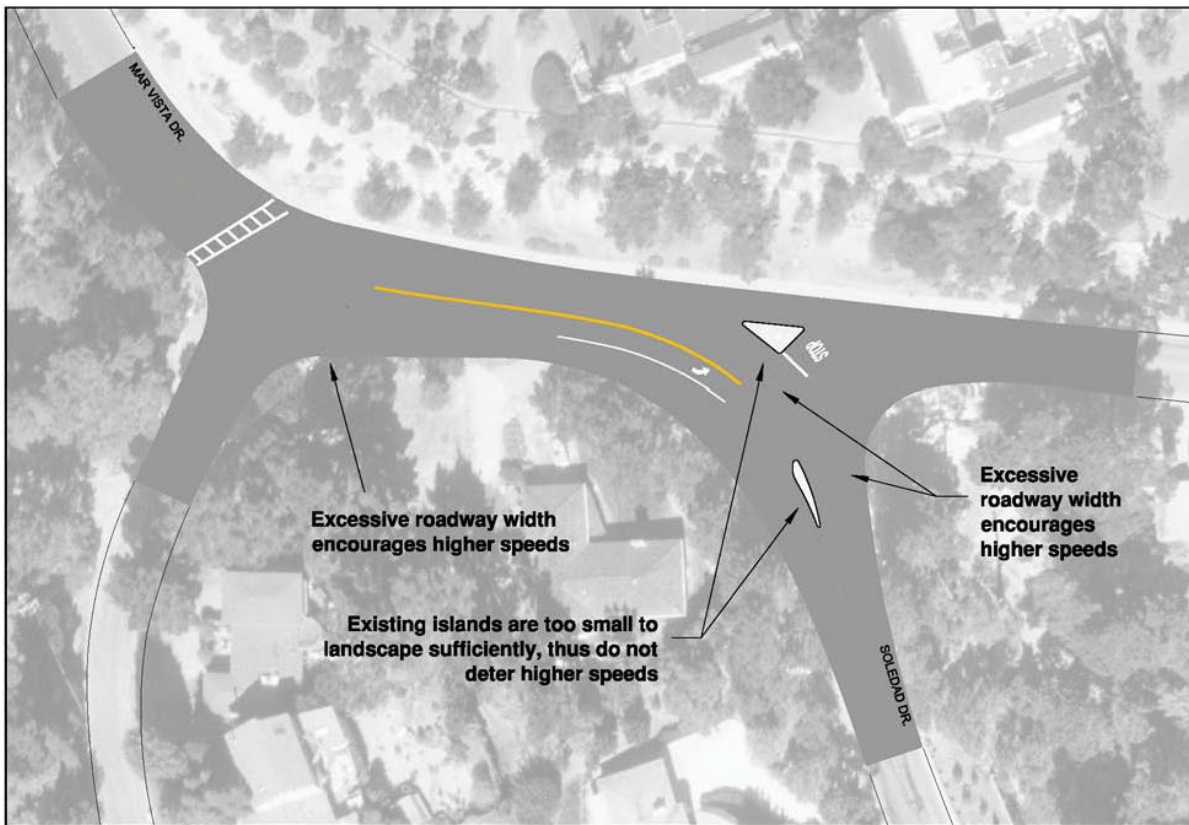 MAR VISTA DR.
STOP
Excessive roadway width
encourages higher speeds
Excessive
roadway width
encourages
higher speeds
Existing islands are too small to
landscape sufficiently, thus do not
deter higher speeds
SOLEDAD DR.